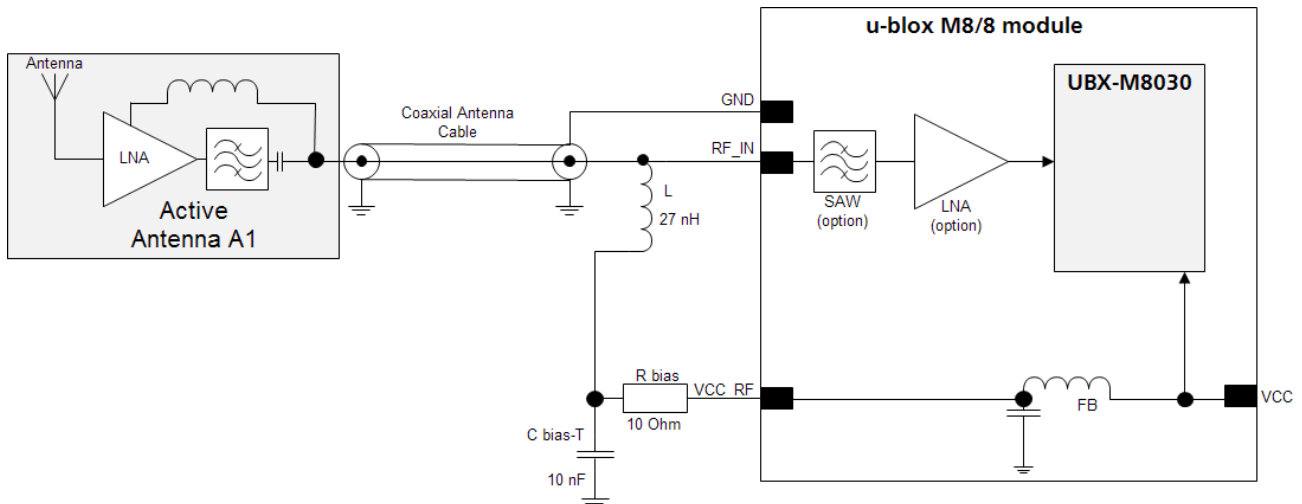 u-blox M8/8 module
Antenna
LNA
Active
Antenna A1
Coaxial Antenna
Cable
GND
RF_IN
L
27 nH
SAW
(option)
LNA
(option)
UBX-M8030
R bias
VCC_RF
10 Ohm
C bias-T
10 nF
FB
VCC